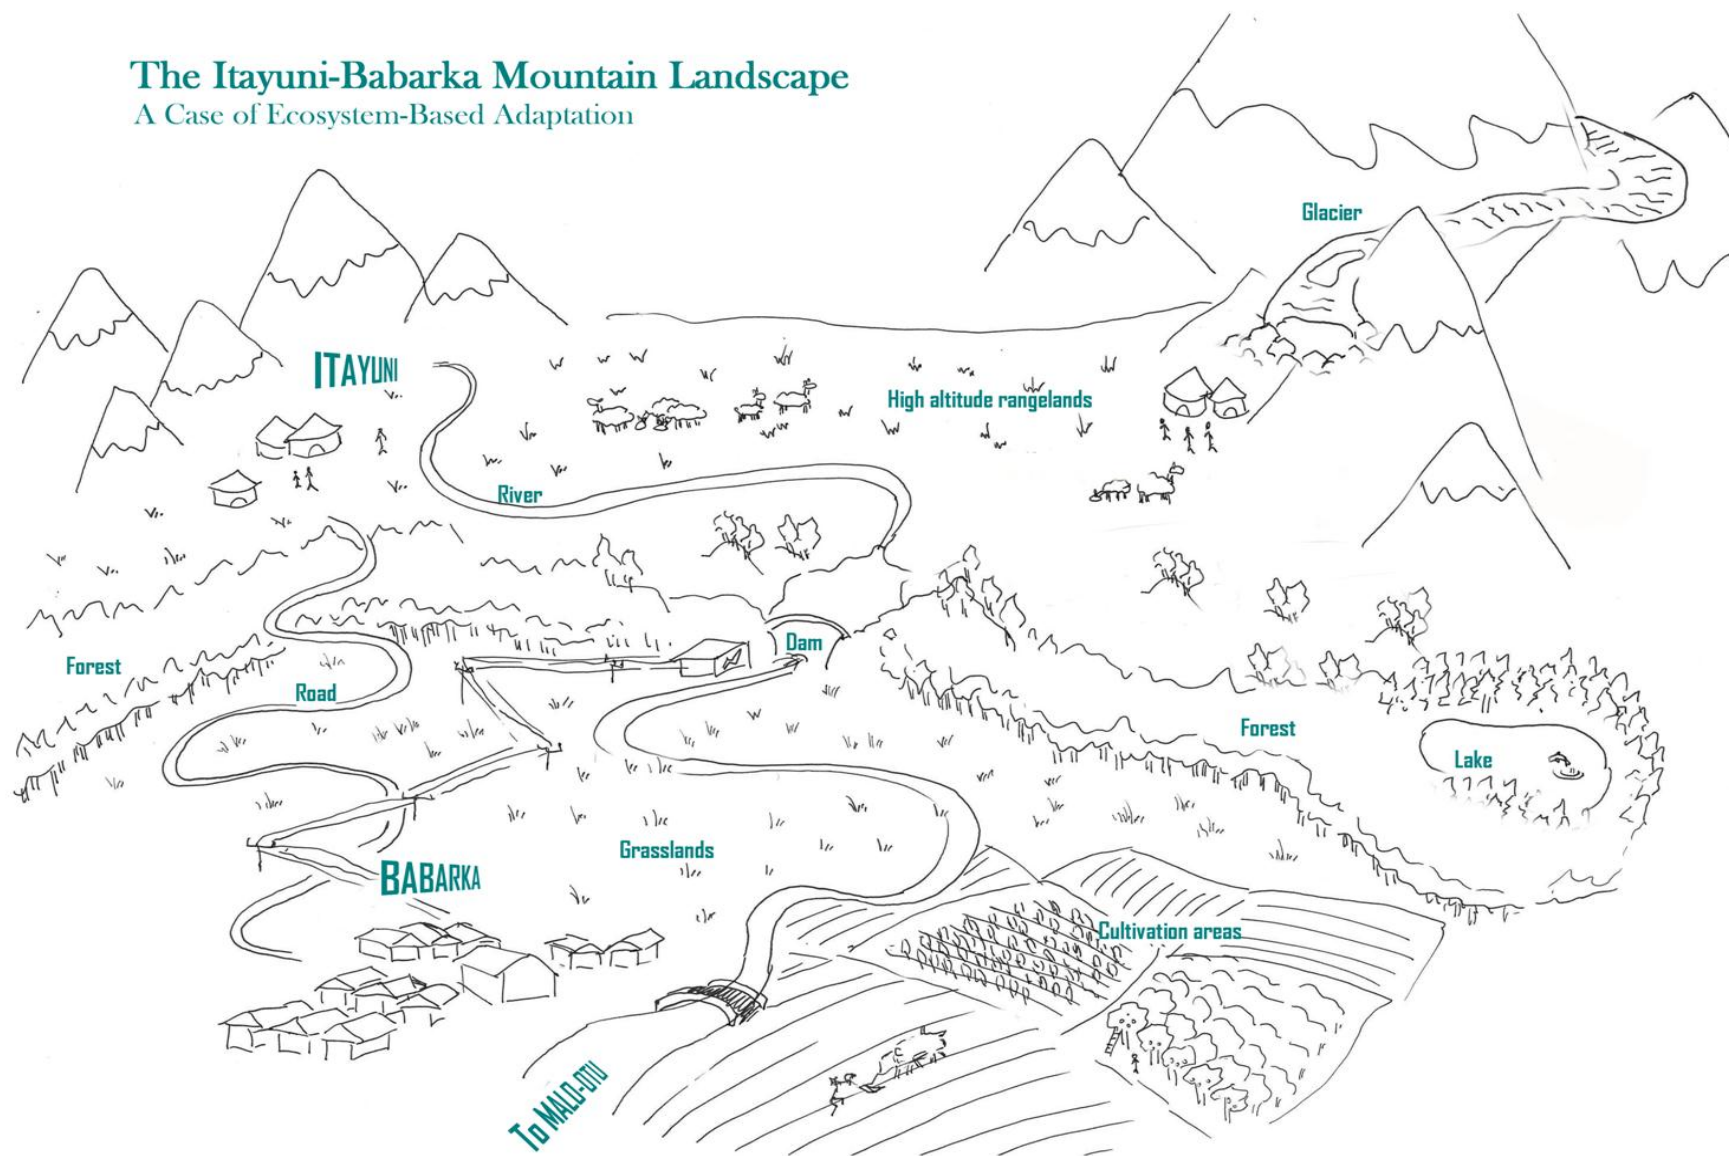 The Itayuni-Babarka Mountain Landscape
A Case of Ecosystem-Based Adaptation
Glacier
ITAYUNI
High altitude rangelands
River
Dam
Forest
Road
Forest
Lake
Grasslands
BABARKA
Cultivation areas
To MALO-OTU